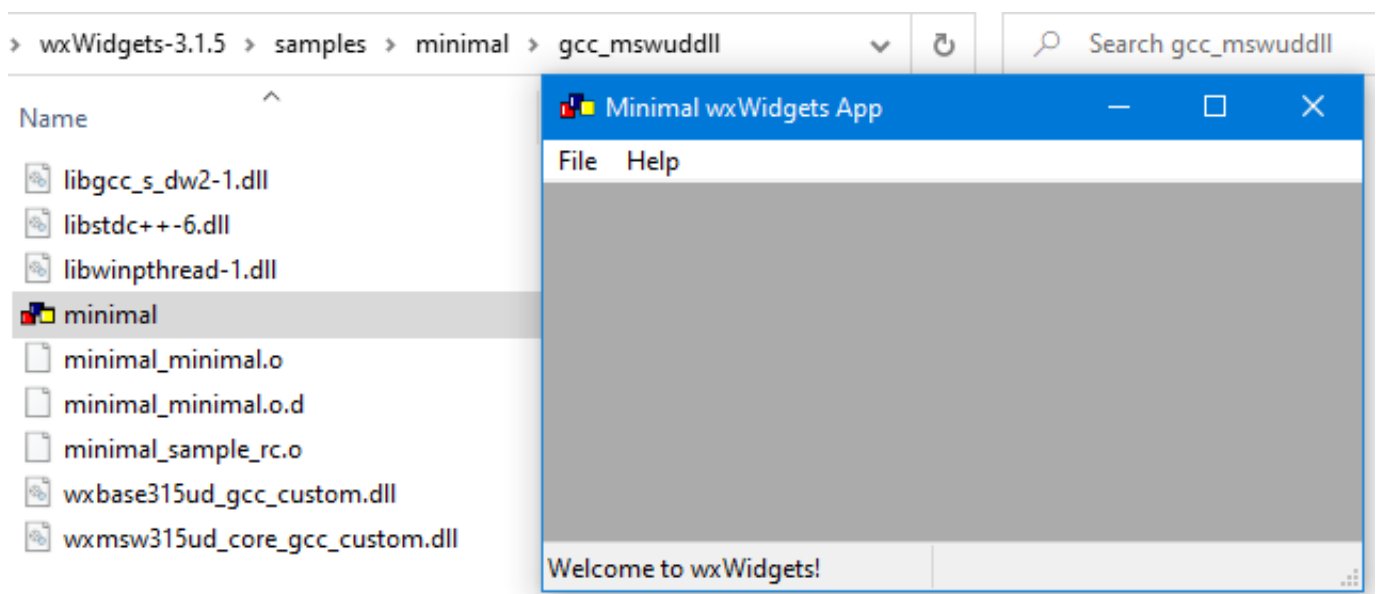 wxWidgets-3.1.5 > samples > minimal > gcc_mswuddll
Search gcc_mswuddll
Name
libgcc_s_dw2-1.dll
libstdc++-6.dll
libwinpthread-1.dll
minimal
minimal_minimal.o
minimal_minimal.o.d
minimal_sample_rc.o
wxbase315ud_gcc_custom.dll
wxmsw315ud_core_gcc_custom.dll
Minimal wxWidgets App
File Help
Welcome to wxWidgets!